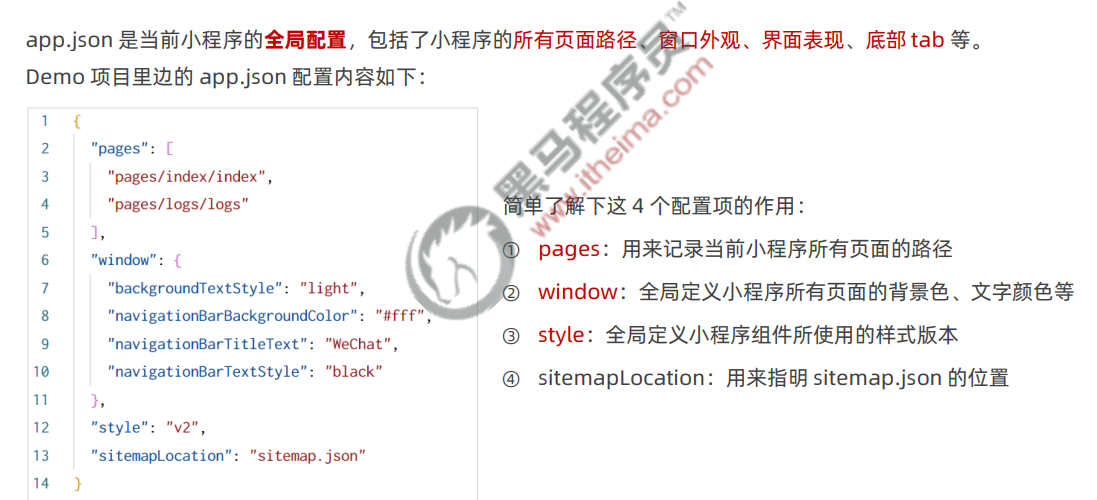 app.json 是当前小程序的全局配置，包括了小程序的所有页面路径、窗口外观、界面表现、底部 tab 等。
Demo 项目里边的 app.json 配置内容如下：
1 {
2 "pages": [
3 "pages/index/index",
4 "pages/logs/logs"
5 ],
6 "window": {
7 "backgroundTextStyle": "light",
8 "navigationBarBackgroundColor": "#fff",
9 "navigationBarTitleText": "WeChat",
10 "navigationBarTextStyle": "black"
11 },
12 "style": "v2",
13 "sitemapLocation": "sitemap.json"
14 }
简单了解下这 4 个配置项的作用：
① pages：用来记录当前小程序所有页面的路径
② window：全局定义小程序所有页面的背景色、文字颜色等
③ style：全局定义小程序组件所使用的样式版本
④ sitemapLocation：用来指明 sitemap.json 的位置
黑马程序员™
www.itheima.com